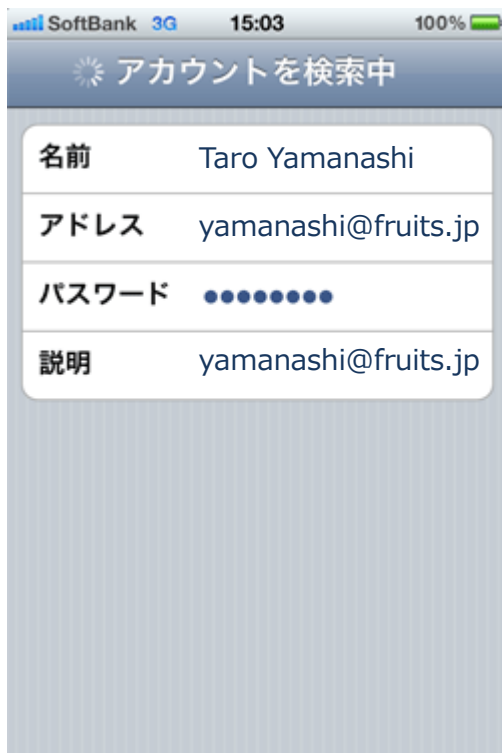 SoftBank 3G 15:03 100%
アカウントを検索中
名前 Taro Yamanashi
アドレス yamanashi@fruits.jp
パスワード ●●●●●●●●
説明 yamanashi@fruits.jp